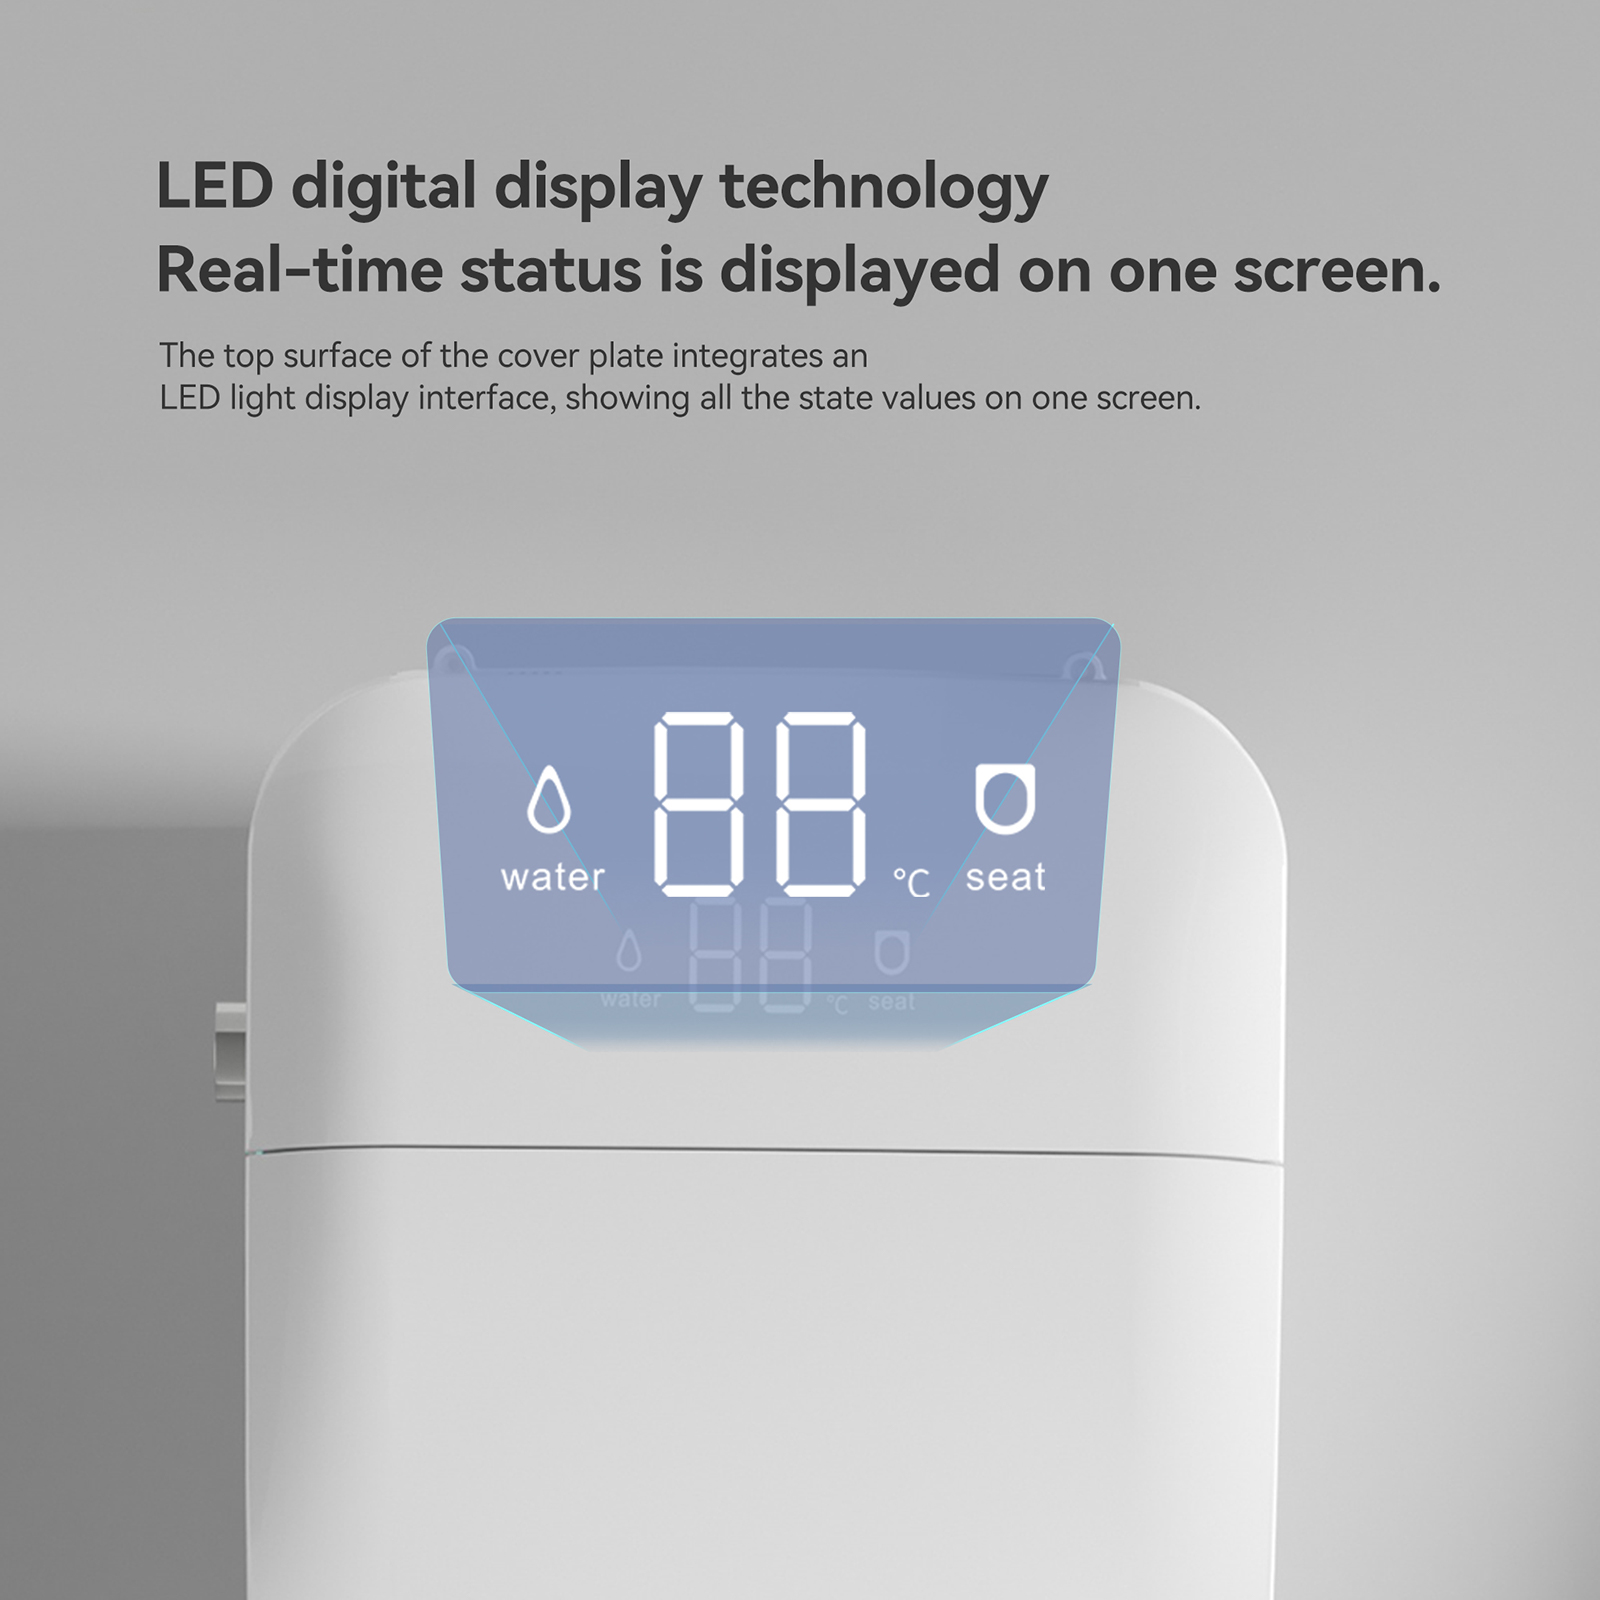 LED digital display technology
Real-time status is displayed on one screen.
The top surface of the cover plate integrates an
LED light display interface, showing all the state values on one screen.
water 88 °C seat
water 88 °C seat